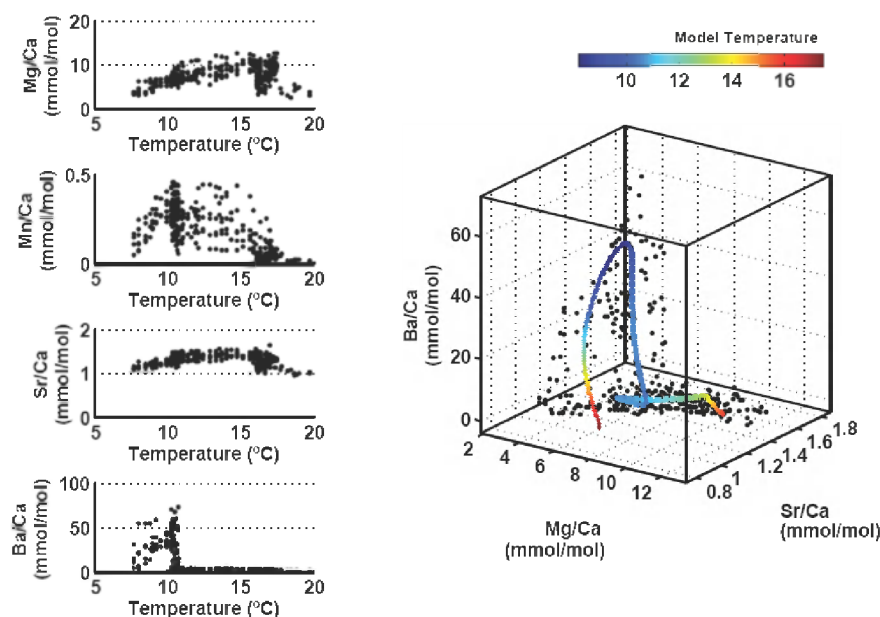 20
10
0
Mg/Ca
(mmol/mol)
5 10 15 20
Temperature (°C)
0.5
0
Mn/Ca
(mmol/mol)
5 10 15 20
Temperature (°C)
2
1
0
Sr/Ca
(mmol/mol)
5 10 15 20
Temperature (°C)
100
50
0
Ba/Ca
(mmol/mol)
5 10 15 20
Temperature (°C)
Model Temperature
10 12 14 16
60
40
20
0
Ba/Ca
(mmol/mol)
2 4 6 8 10 12
Mg/Ca
(mmol/mol)
0.8 1 1.2 1.4 1.6 1.8
Sr/Ca
(mmol/mol)